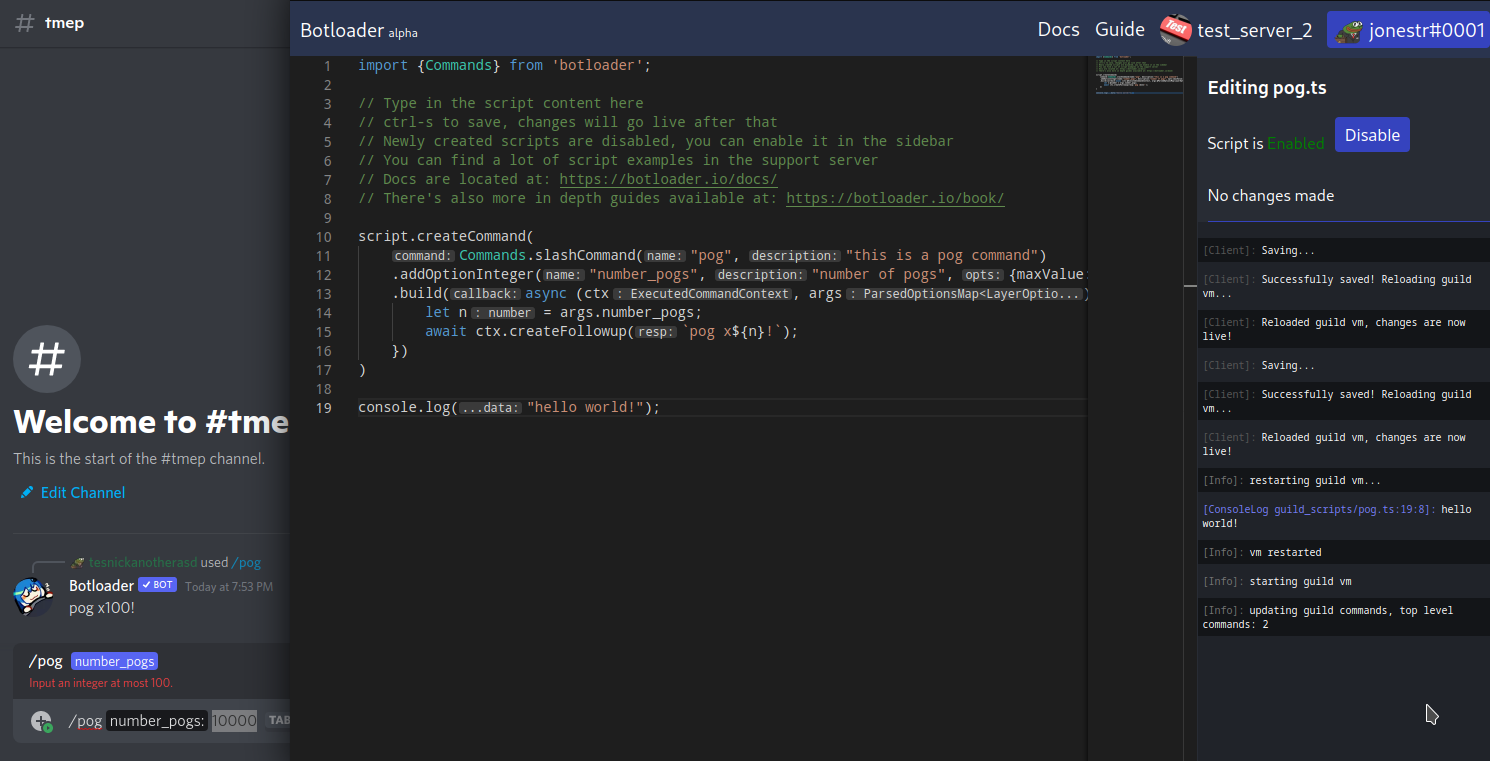 tmep
Welcome to #tme
This is the start of the #tmep channel.
Edit Channel
tesnickanotherasd used /pog
Botloader ✓ BOT Today at 7:53 PM
pog x100!
/pog number_pogs
Input an integer at most 100.
/pog number_pogs: 10000 TAB
Botloader alpha
Docs Guide Test test_server_2 jonestr#0001
1 import {Commands} from 'botloader';
2
3 // Type in the script content here
4 // ctrl-s to save, changes will go live after that
5 // Newly created scripts are disabled, you can enable it in the sidebar
6 // You can find a lot of script examples in the support server
7 // Docs are located at: https://botloader.io/docs/
8 // There's also more in depth guides available at: https://botloader.io/book/
9
10 script.createCommand(
11 command: Commands.slashCommand(name: "pog", description: "this is a pog command")
12 .addOptionInteger(name: "number_pogs", description: "number of pogs", opts: {maxValue:
13 .build(callback: async (ctx: ExecutedCommandContext, args: ParsedOptionsMap<LayerOptio...)
14 let n: number = args.number_pogs;
15 await ctx.createFollowup(resp: `pog x${n}!`);
16 })
17 )
18
19 console.log(...data: "hello world!");
Editing pog.ts
Script is Enabled Disable
No changes made
[Client]: Saving...
[Client]: Successfully saved! Reloading guild
vm...
[Client]: Reloaded guild vm, changes are now
live!
[Client]: Saving...
[Client]: Successfully saved! Reloading guild
vm...
[Client]: Reloaded guild vm, changes are now
live!
[Info]: restarting guild vm...
[ConsoleLog guild_scripts/pog.ts:19:8]: hello
world!
[Info]: vm restarted
[Info]: starting guild vm
[Info]: updating guild commands, top level
commands: 2